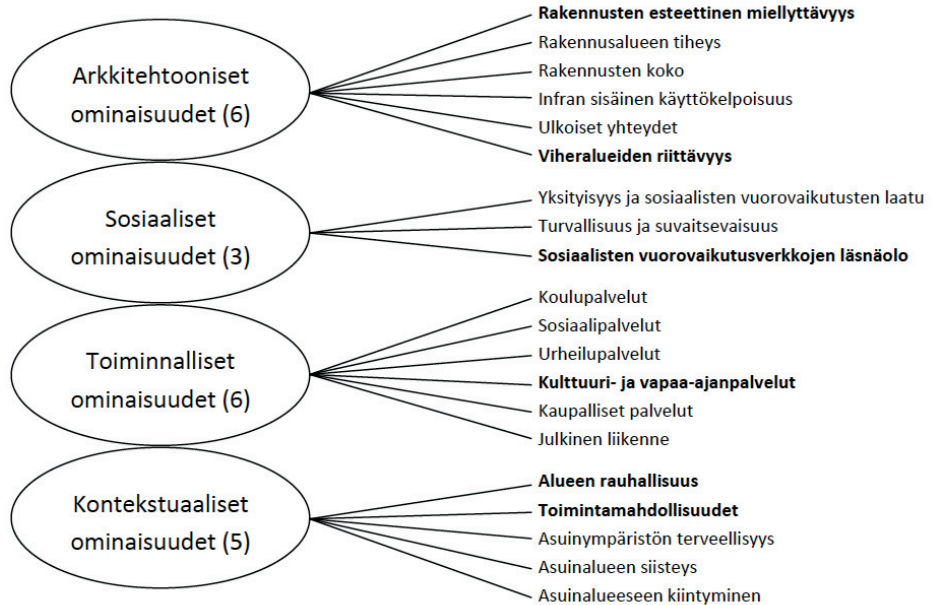 Arkkitehtooniset
ominaisuudet (6)
Rakennusten esteettinen miellyttävyys
Rakennusalueen tiheys
Rakennusten koko
Infran sisäinen käyttökelpoisuus
Ulkoiset yhteydet
Viheralueiden riittävyys
Sosiaaliset
ominaisuudet (3)
Yksityisyys ja sosiaalisten vuorovaikutusten laatu
Turvallisuus ja suvaitsevaisuus
Sosiaalisten vuorovaikutusverkkojen läsnäolo
Toiminnalliset
ominaisuudet (6)
Koulupalvelut
Sosiaalipalvelut
Urheilupalvelut
Kulttuuri- ja vapaa-ajanpalvelut
Kaupalliset palvelut
Julkinen liikenne
Kontekstuaaliset
ominaisuudet (5)
Alueen rauhallisuus
Toimintamahdollisuudet
Asuinympäristön terveellisyys
Asuinalueen siisteys
Asuinalueeseen kiintyminen